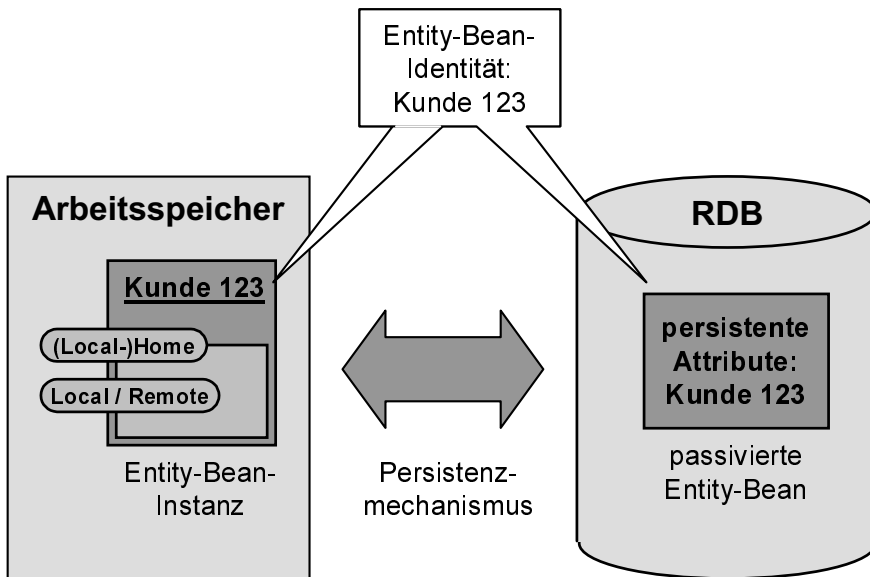 Entity-Bean-
Identität:
Kunde 123
Arbeitsspeicher
Kunde 123
(Local-)Home
Local / Remote
Entity-Bean-
Instanz
Persistenz-
mechanismus
RDB
persistente
Attribute:
Kunde 123
passivierte
Entity-Bean